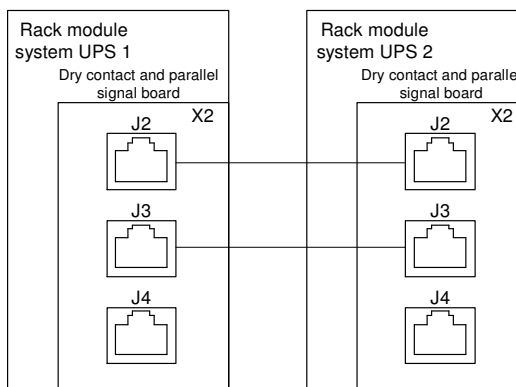 Rack module
system UPS 1
Dry contact and parallel
signal board
X2
J2
J3
J4
Rack module
system UPS 2
Dry contact and paralle
signal board
X2
J2
J3
J4